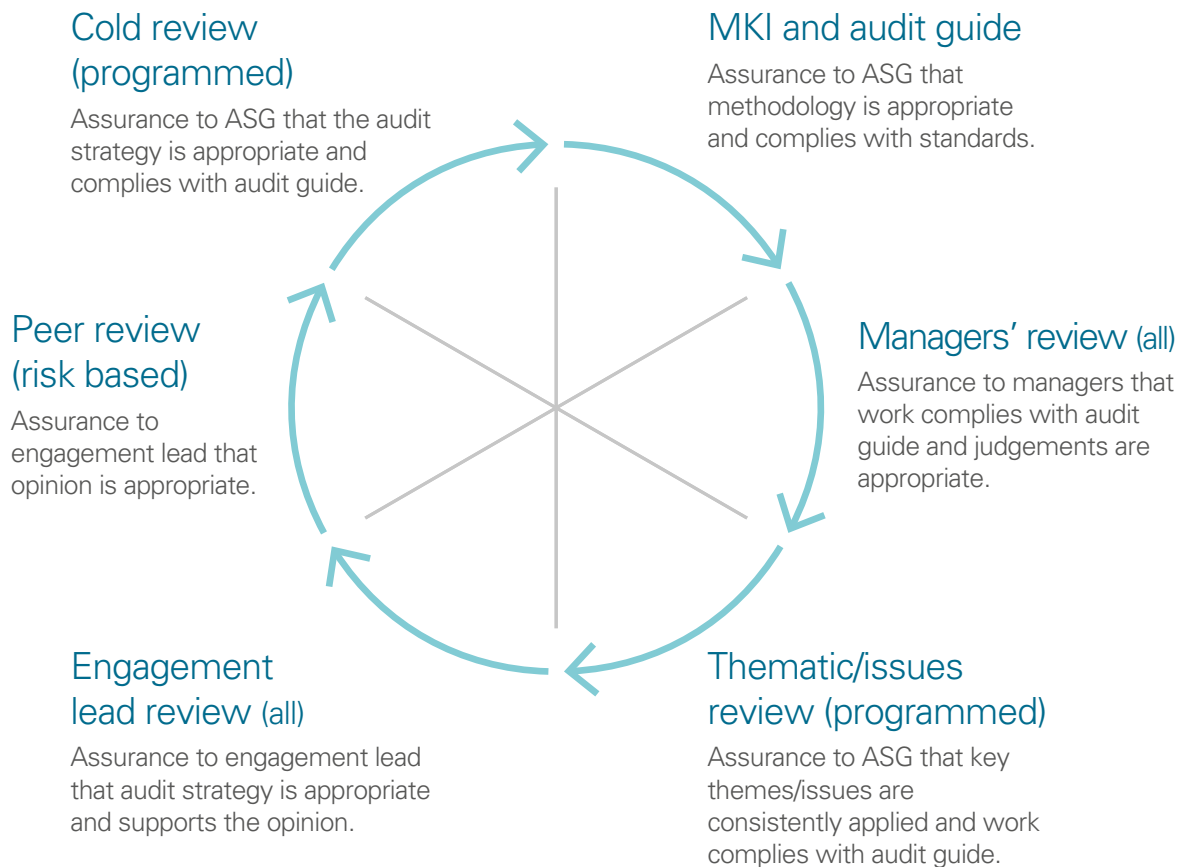 Cold review
(programmed)
Assurance to ASG that the audit
strategy is appropriate and
complies with audit guide.
MKI and audit guide
Assurance to ASG that
methodology is appropriate
and complies with standards.
Peer review
(risk based)
Assurance to
engagement lead that
opinion is appropriate.
Managers’ review (all)
Assurance to managers that
work complies with audit
guide and judgements are
appropriate.
Engagement
lead review (all)
Assurance to engagement lead
that audit strategy is appropriate
and supports the opinion.
Thematic/issues
review (programmed)
Assurance to ASG that key
themes/issues are
consistently applied and work
complies with audit guide.